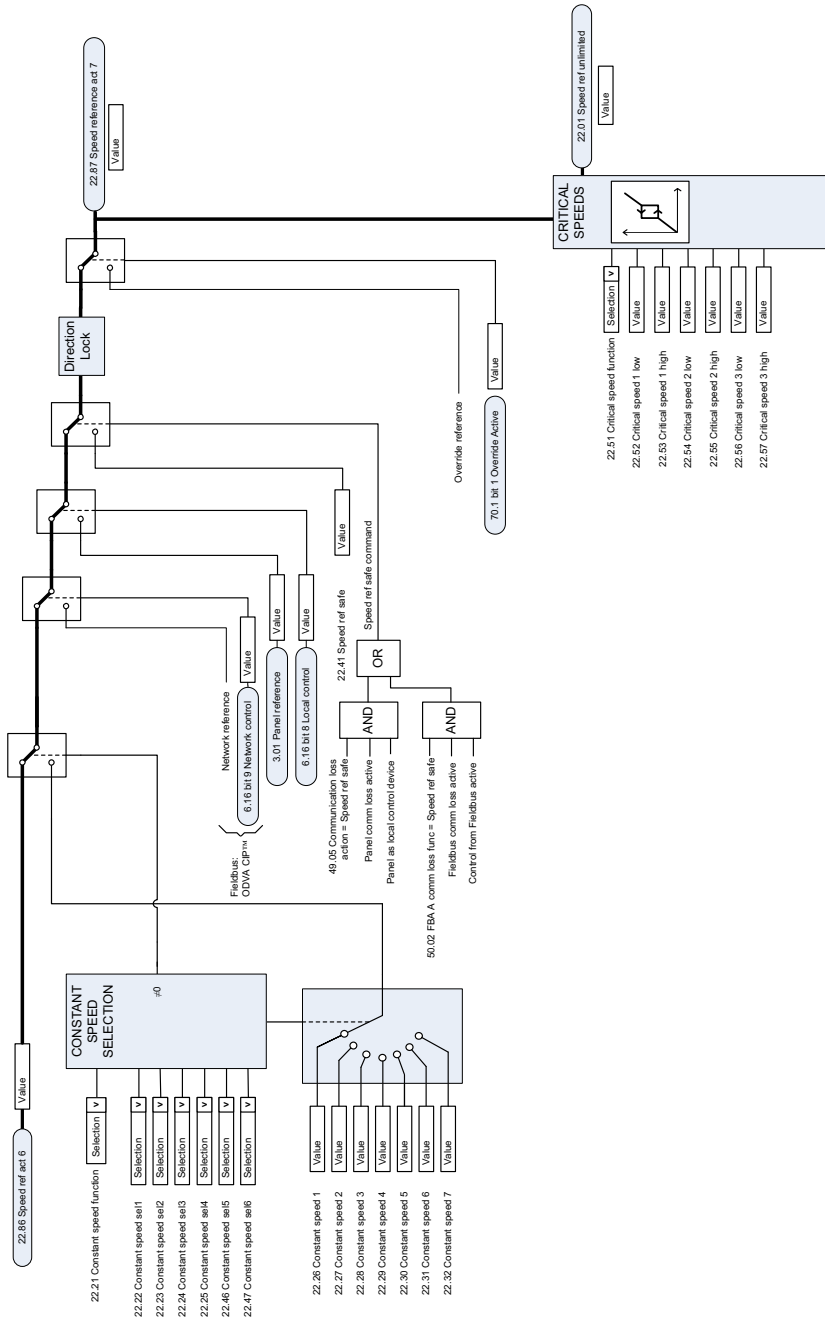 22.86 Speed ref act 6
Value
22.21 Constant speed function
Selection
v
22.22 Constant speed sel1
Selection
v
22.23 Constant speed sel2
Selection
v
22.24 Constant speed sel3
Selection
v
22.25 Constant speed sel4
Selection
v
22.46 Constant speed sel5
Selection
v
22.47 Constant speed sel6
Selection
v
CONSTANT
SPEED
SELECTION
≠0
22.26 Constant speed 1
Value
22.27 Constant speed 2
Value
22.28 Constant speed 3
Value
22.29 Constant speed 4
Value
22.30 Constant speed 5
Value
22.31 Constant speed 6
Value
22.32 Constant speed 7
Value
Network reference
Fieldbus:
ODVA CIP™
6.16 bit 9 Network control
Value
3.01 Panel reference
Value
6.16 bit 8 Local control
Value
22.41 Speed ref safe
Value
49.05 Communication loss
action = Speed ref safe
Panel comm loss active
Panel as local control device
AND
OR
Speed ref safe command
50.02 FBA A comm loss func = Speed ref safe
Fieldbus comm loss active
Control from Fieldbus active
AND
Direction
Lock
Override reference
70.1 bit 1 Override Active
Value
22.87 Speed reference act 7
Value
CRITICAL
SPEEDS
22.51 Critical speed function
Selection
v
22.52 Critical speed 1 low
Value
22.53 Critical speed 1 high
Value
22.54 Critical speed 2 low
Value
22.55 Critical speed 2 high
Value
22.56 Critical speed 3 low
Value
22.57 Critical speed 3 high
Value
22.01 Speed ref unlimited
Value